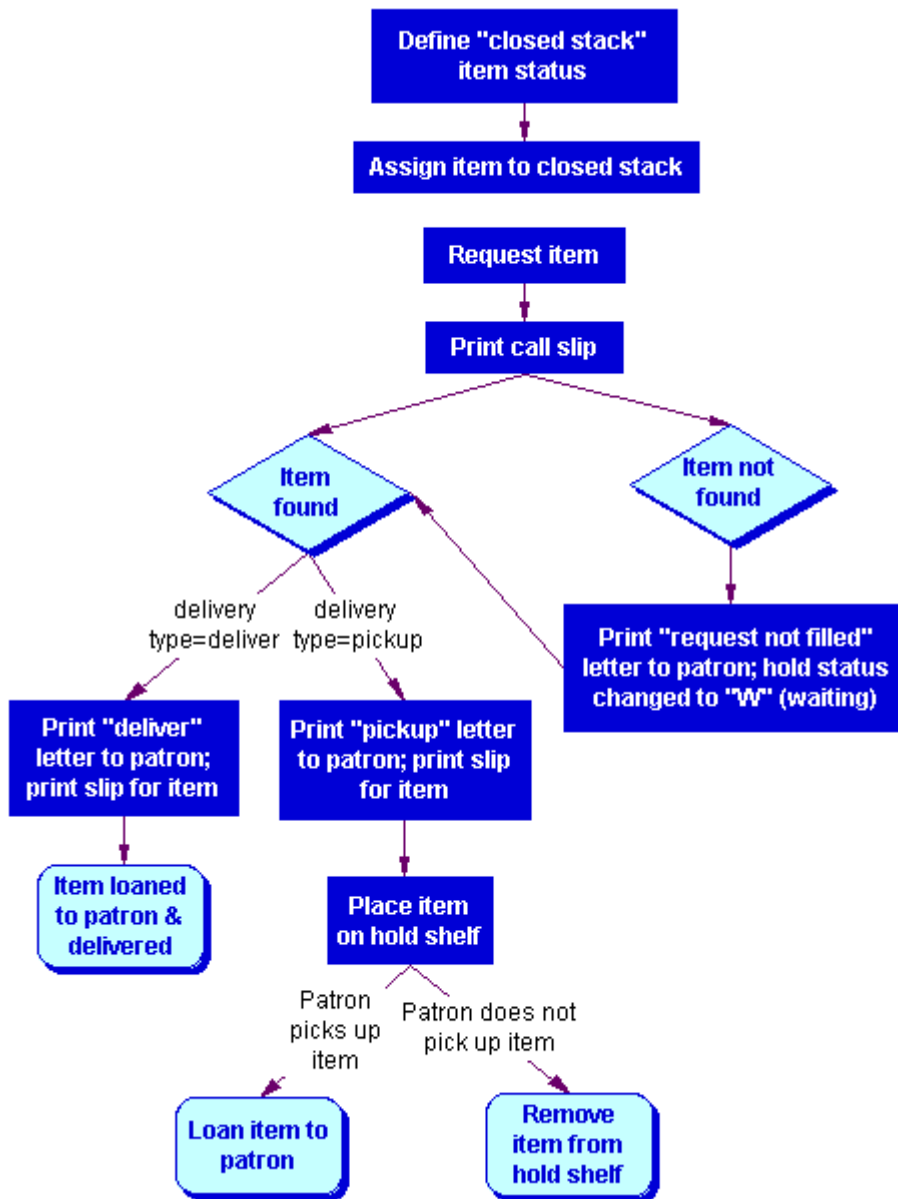 Define "closed stack"
item status
Assign item to closed stack
Request item
Print call slip
Item
found
Item not
found
delivery
type=deliver
delivery
type=pickup
Print "request not filled"
letter to patron; hold status
changed to "W" (waiting)
Print "deliver"
letter to patron;
print slip for item
Print "pickup" letter
to patron; print slip
for item
Item loaned
to patron &
delivered
Place item
on hold shelf
Patron
picks up
item
Patron does not
pick up item
Loan item to
patron
Remove
item from
hold shelf